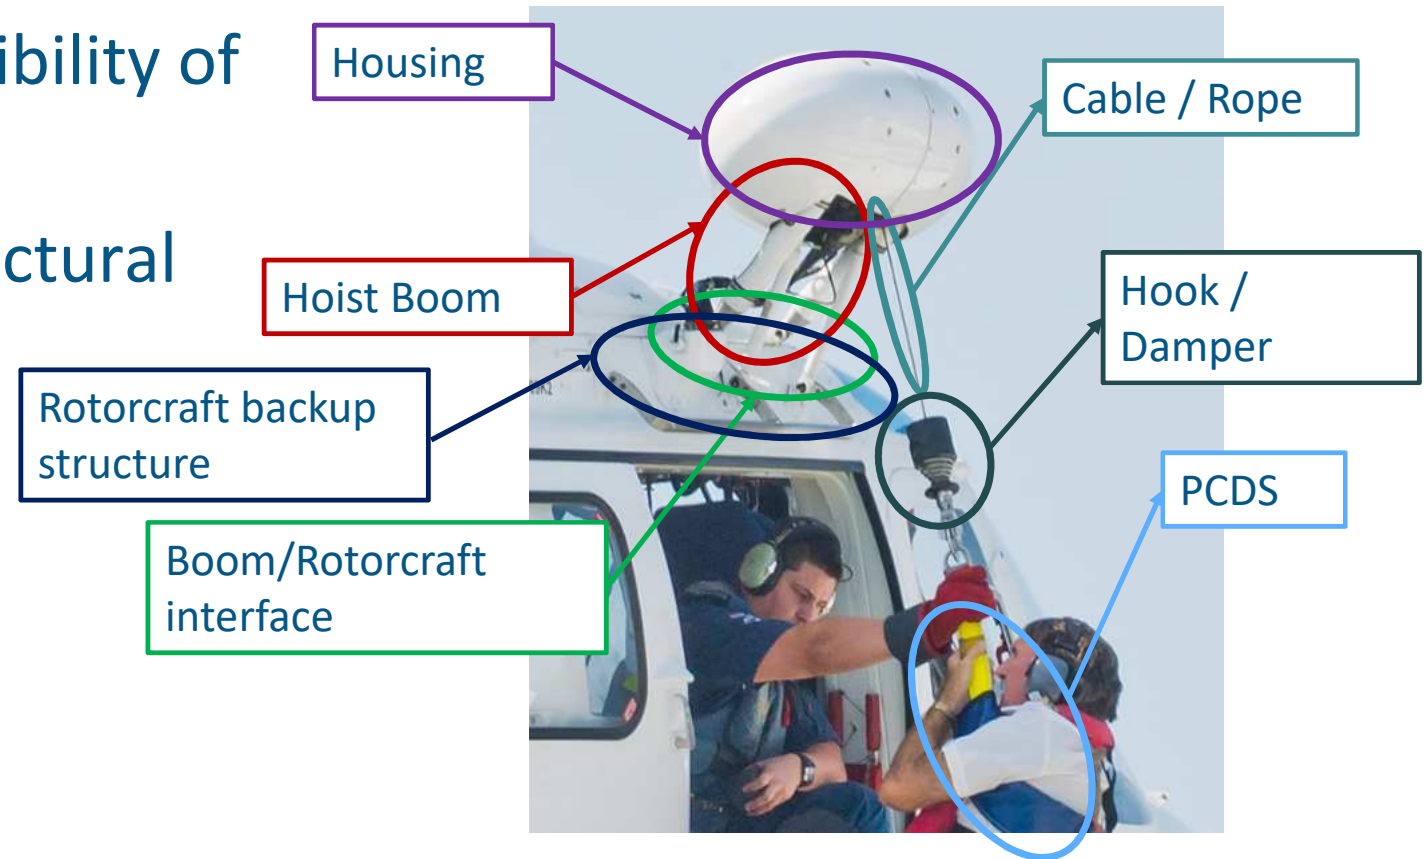 ibility of
Housing
Cable / Rope
ctural
Hoist Boom
Hook /
Damper
Rotorcraft backup
structure
PCDS
Boom/Rotorcraft
interface